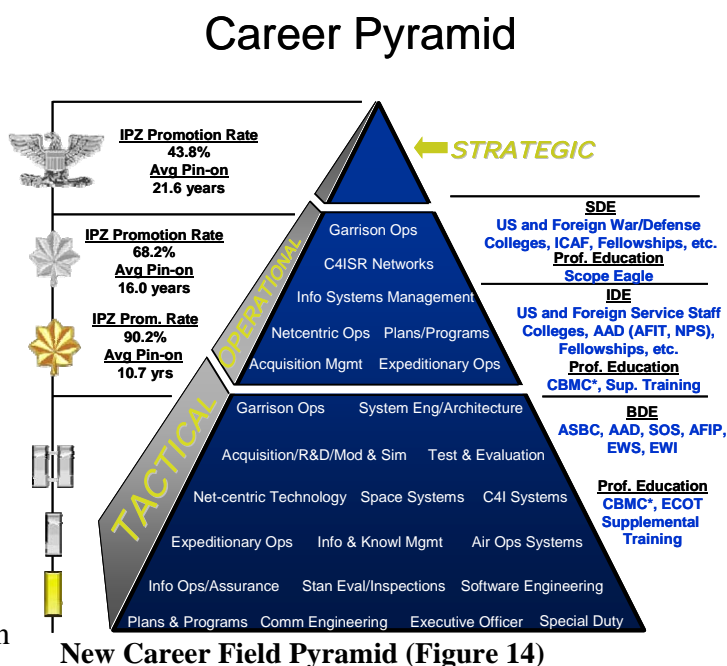 Career Pyramid
IPZ Promotion Rate
43.8%
Avg Pin-on
21.6 years
IPZ Promotion Rate
68.2%
Avg Pin-on
16.0 years
IPZ Prom. Rate
90.2%
Avg Pin-on
10.7 yrs
STRATEGIC
OPERATIONAL
TACTICAL
Garrison Ops
C4ISR Networks
Info Systems Management
Netcentric Ops Plans/Programs
Acquisition Mgmt Expeditionary Ops
Garrison Ops System Eng/Architecture
Acquisition/R&D/Mod & Sim Test & Evaluation
Net-centric Technology Space Systems C4I Systems
Expeditionary Ops Info & Knowl Mgmt Air Ops Systems
Info Ops/Assurance Stan Eval/Inspections Software Engineering
Plans & Programs Comm Engineering Executive Officer Special Duty
SDE
US and Foreign War/Defense
Colleges, ICAF, Fellowships, etc.
Prof. Education
Scope Eagle
IDE
US and Foreign Service Staff
Colleges, AAD (AFIT, NPS),
Fellowships, etc.
Prof. Education
CBMC*, Sup. Training
BDE
ASBC, AAD, SOS, AFIP,
EWS, EWI
Prof. Education
CBMC*, ECOT
Supplemental
Training
New Career Field Pyramid (Figure 14)